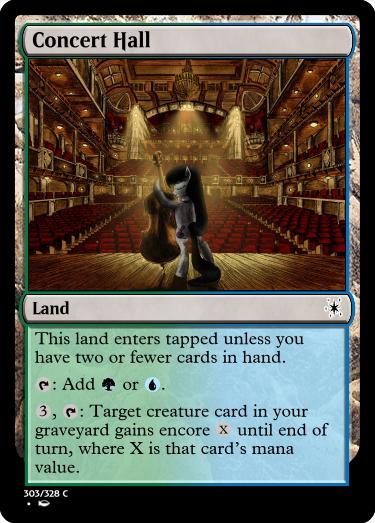 Concert Hall
Land
This land enters tapped unless you
have two or fewer cards in hand.
: Add or .
3, : Target creature card in your
graveyard gains encore X until end of
turn, where X is that card's mana
value.
303/328 C